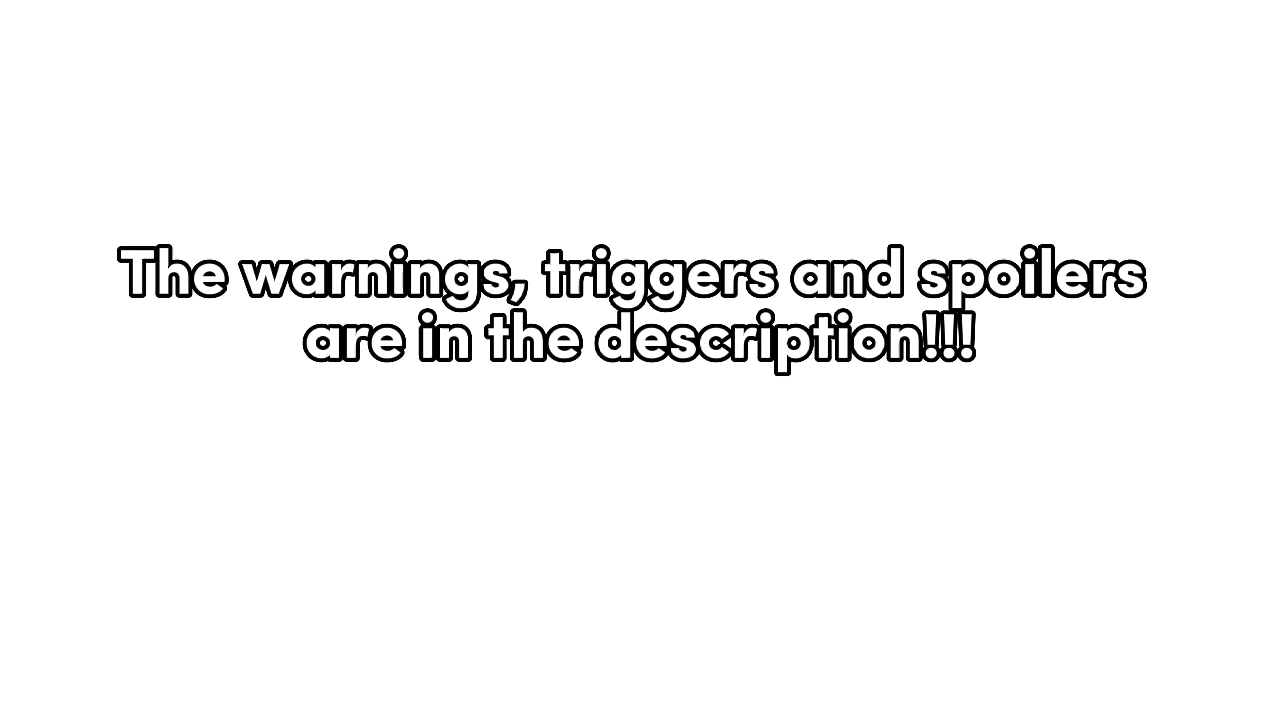 The warnings, triggers and spoilers
are in the description!!!